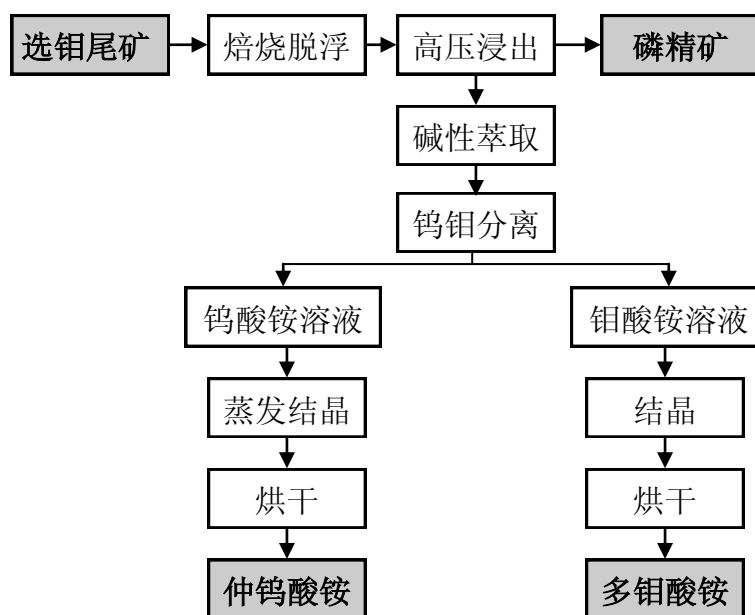 选钼尾矿
焙烧脱浮
高压浸出
磷精矿
碱性萃取
钨钼分离
钨酸铵溶液
钼酸铵溶液
蒸发结晶
结晶
烘干
烘干
仲钨酸铵
多钼酸铵